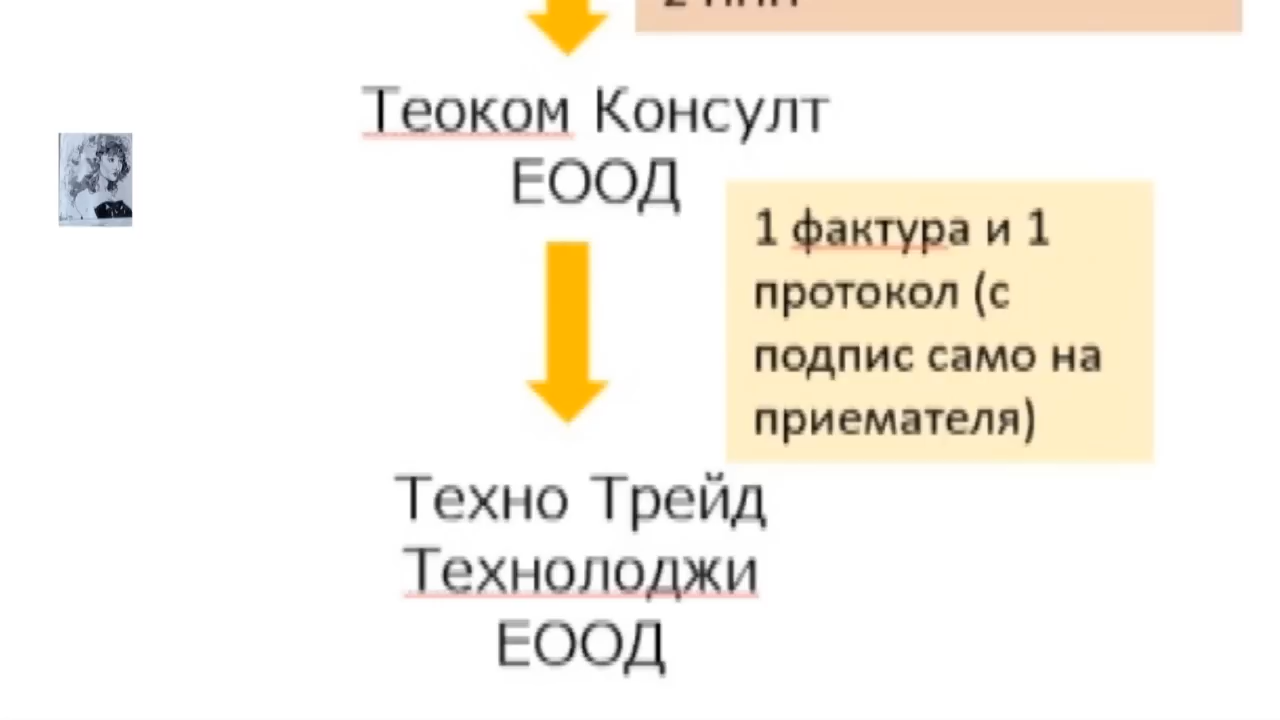 Теоком Консулт
ЕООД
1 фактура и 1
протокол (с
подпис само на
приемателя)
Техно Трейд
Технолоджи
ЕООД